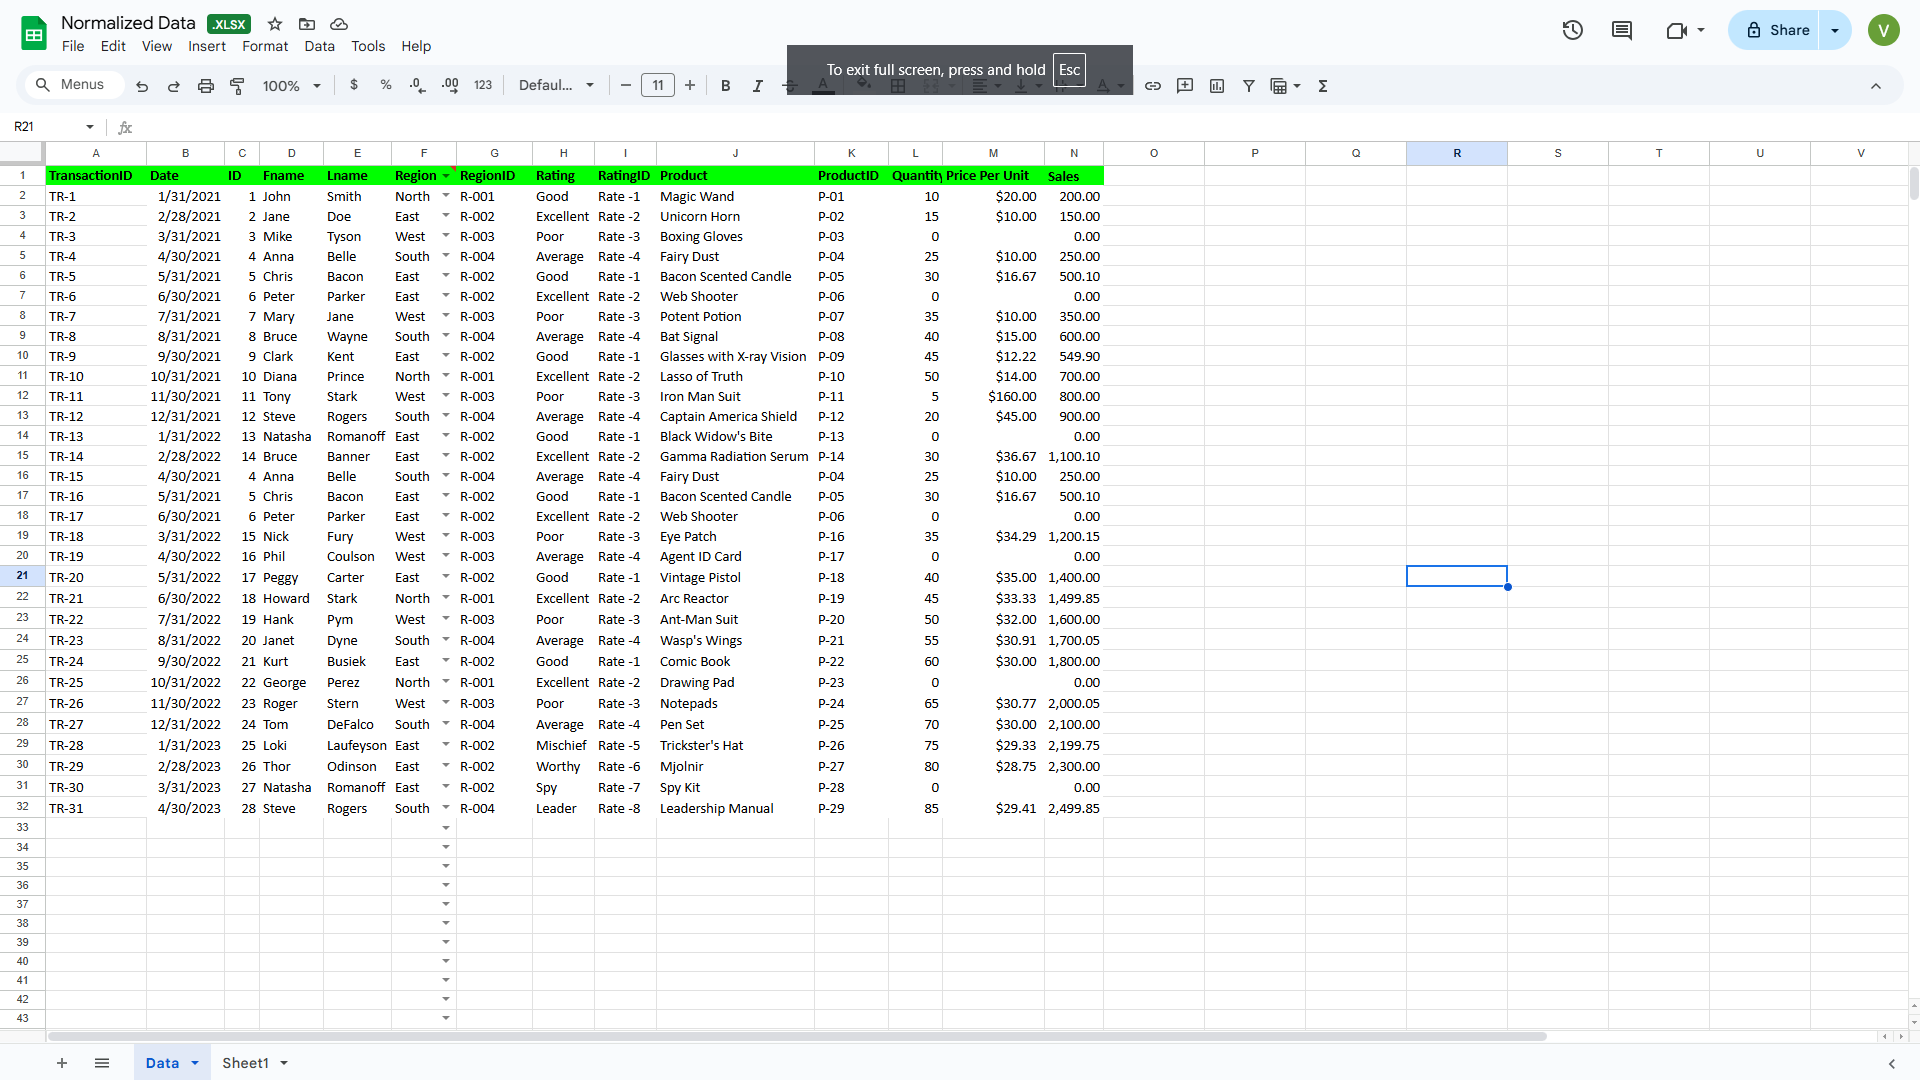 Normalized Data .XLSX
File Edit View Insert Format Data Tools Help
Share
V
To exit full screen, press and hold Esc
Menus 100% $ % .0 .00 123 Defaul... 11 B I
R21
fx
A B C D E F G H I J K L M N O P Q R S T U V
1 TransactionID Date ID Fname Lname Region RegionID Rating RatingID Product ProductID Quantity Price Per Unit Sales
2 TR-1 1/31/2021 1 John Smith North R-001 Good Rate -1 Magic Wand P-01 10 $20.00 200.00
3 TR-2 2/28/2021 2 Jane Doe East R-002 Excellent Rate -2 Unicorn Horn P-02 15 $10.00 150.00
4 TR-3 3/31/2021 3 Mike Tyson West R-003 Poor Rate -3 Boxing Gloves P-03 0 0.00
5 TR-4 4/30/2021 4 Anna Belle South R-004 Average Rate -4 Fairy Dust P-04 25 $10.00 250.00
6 TR-5 5/31/2021 5 Chris Bacon East R-002 Good Rate -1 Bacon Scented Candle P-05 30 $16.67 500.10
7 TR-6 6/30/2021 6 Peter Parker East R-002 Excellent Rate -2 Web Shooter P-06 0 0.00
8 TR-7 7/31/2021 7 Mary Jane West R-003 Poor Rate -3 Potent Potion P-07 35 $10.00 350.00
9 TR-8 8/31/2021 8 Bruce Wayne South R-004 Average Rate -4 Bat Signal P-08 40 $15.00 600.00
10 TR-9 9/30/2021 9 Clark Kent East R-002 Good Rate -1 Glasses with X-ray Vision P-09 45 $12.22 549.90
11 TR-10 10/31/2021 10 Diana Prince North R-001 Excellent Rate -2 Lasso of Truth P-10 50 $14.00 700.00
12 TR-11 11/30/2021 11 Tony Stark West R-003 Poor Rate -3 Iron Man Suit P-11 5 $160.00 800.00
13 TR-12 12/31/2021 12 Steve Rogers South R-004 Average Rate -4 Captain America Shield P-12 20 $45.00 900.00
14 TR-13 1/31/2022 13 Natasha Romanoff East R-002 Good Rate -1 Black Widow's Bite P-13 0 0.00
15 TR-14 2/28/2022 14 Bruce Banner East R-002 Excellent Rate -2 Gamma Radiation Serum P-14 30 $36.67 1,100.10
16 TR-15 4/30/2021 4 Anna Belle South R-004 Average Rate -4 Fairy Dust P-04 25 $10.00 250.00
17 TR-16 5/31/2021 5 Chris Bacon East R-002 Good Rate -1 Bacon Scented Candle P-05 30 $16.67 500.10
18 TR-17 6/30/2021 6 Peter Parker East R-002 Excellent Rate -2 Web Shooter P-06 0 0.00
19 TR-18 3/31/2022 15 Nick Fury West R-003 Poor Rate -3 Eye Patch P-16 35 $34.29 1,200.15
20 TR-19 4/30/2022 16 Phil Coulson West R-003 Average Rate -4 Agent ID Card P-17 0 0.00
21 TR-20 5/31/2022 17 Peggy Carter East R-002 Good Rate -1 Vintage Pistol P-18 40 $35.00 1,400.00
22 TR-21 6/30/2022 18 Howard Stark North R-001 Excellent Rate -2 Arc Reactor P-19 45 $33.33 1,499.85
23 TR-22 7/31/2022 19 Hank Pym West R-003 Poor Rate -3 Ant-Man Suit P-20 50 $32.00 1,600.00
24 TR-23 8/31/2022 20 Janet Dyne South R-004 Average Rate -4 Wasp's Wings P-21 55 $30.91 1,700.05
25 TR-24 9/30/2022 21 Kurt Busiek East R-002 Good Rate -1 Comic Book P-22 60 $30.00 1,800.00
26 TR-25 10/31/2022 22 George Perez North R-001 Excellent Rate -2 Drawing Pad P-23 0 0.00
27 TR-26 11/30/2022 23 Roger Stern West R-003 Poor Rate -3 Notepads P-24 65 $30.77 2,000.05
28 TR-27 12/31/2022 24 Tom DeFalco South R-004 Average Rate -4 Pen Set P-25 70 $30.00 2,100.00
29 TR-28 1/31/2023 25 Loki Laufeyson East R-002 Mischief Rate -5 Trickster's Hat P-26 75 $29.33 2,199.75
30 TR-29 2/28/2023 26 Thor Odinson East R-002 Worthy Rate -6 Mjolnir P-27 80 $28.75 2,300.00
31 TR-30 3/31/2023 27 Natasha Romanoff East R-002 Spy Rate -7 Spy Kit P-28 0 0.00
32 TR-31 4/30/2023 28 Steve Rogers South R-004 Leader Rate -8 Leadership Manual P-29 85 $29.41 2,499.85
33
34
35
36
37
38
39
40
41
42
43
Data Sheet1